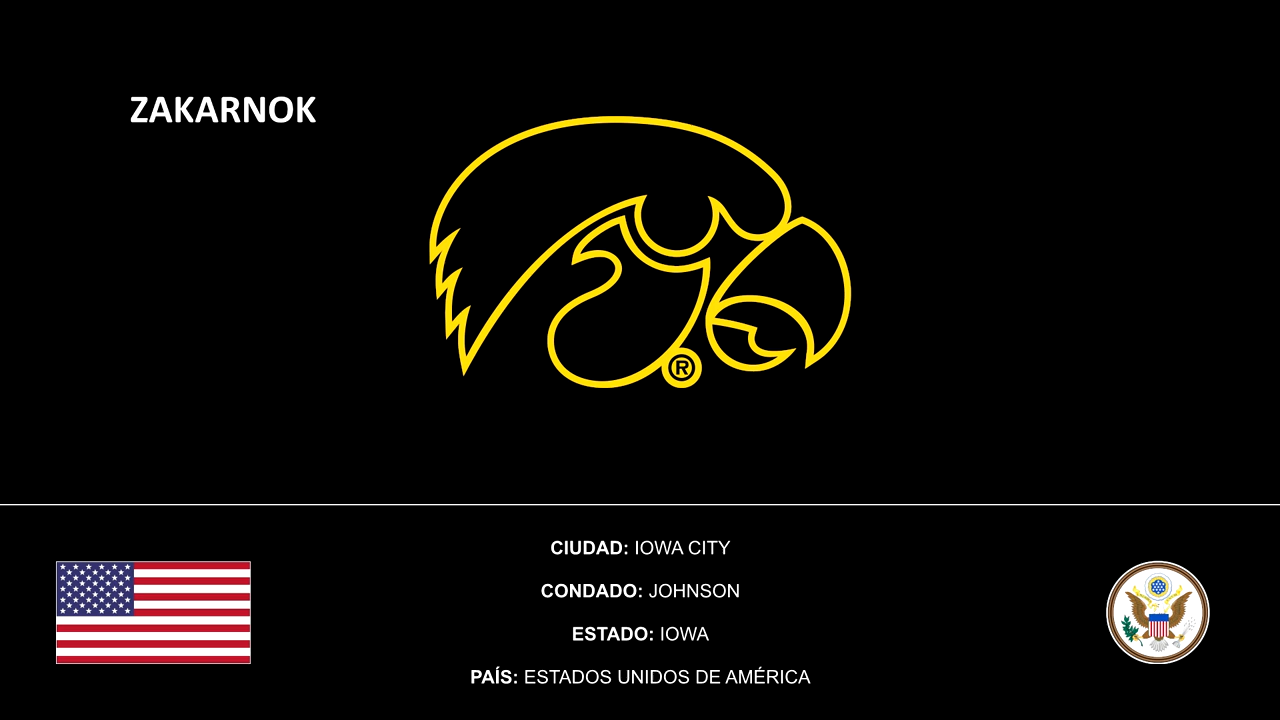 ZAKARNOK
®
CIUDAD: IOWA CITY
CONDADO: JOHNSON
ESTADO: IOWA
PAÍS: ESTADOS UNIDOS DE AMÉRICA